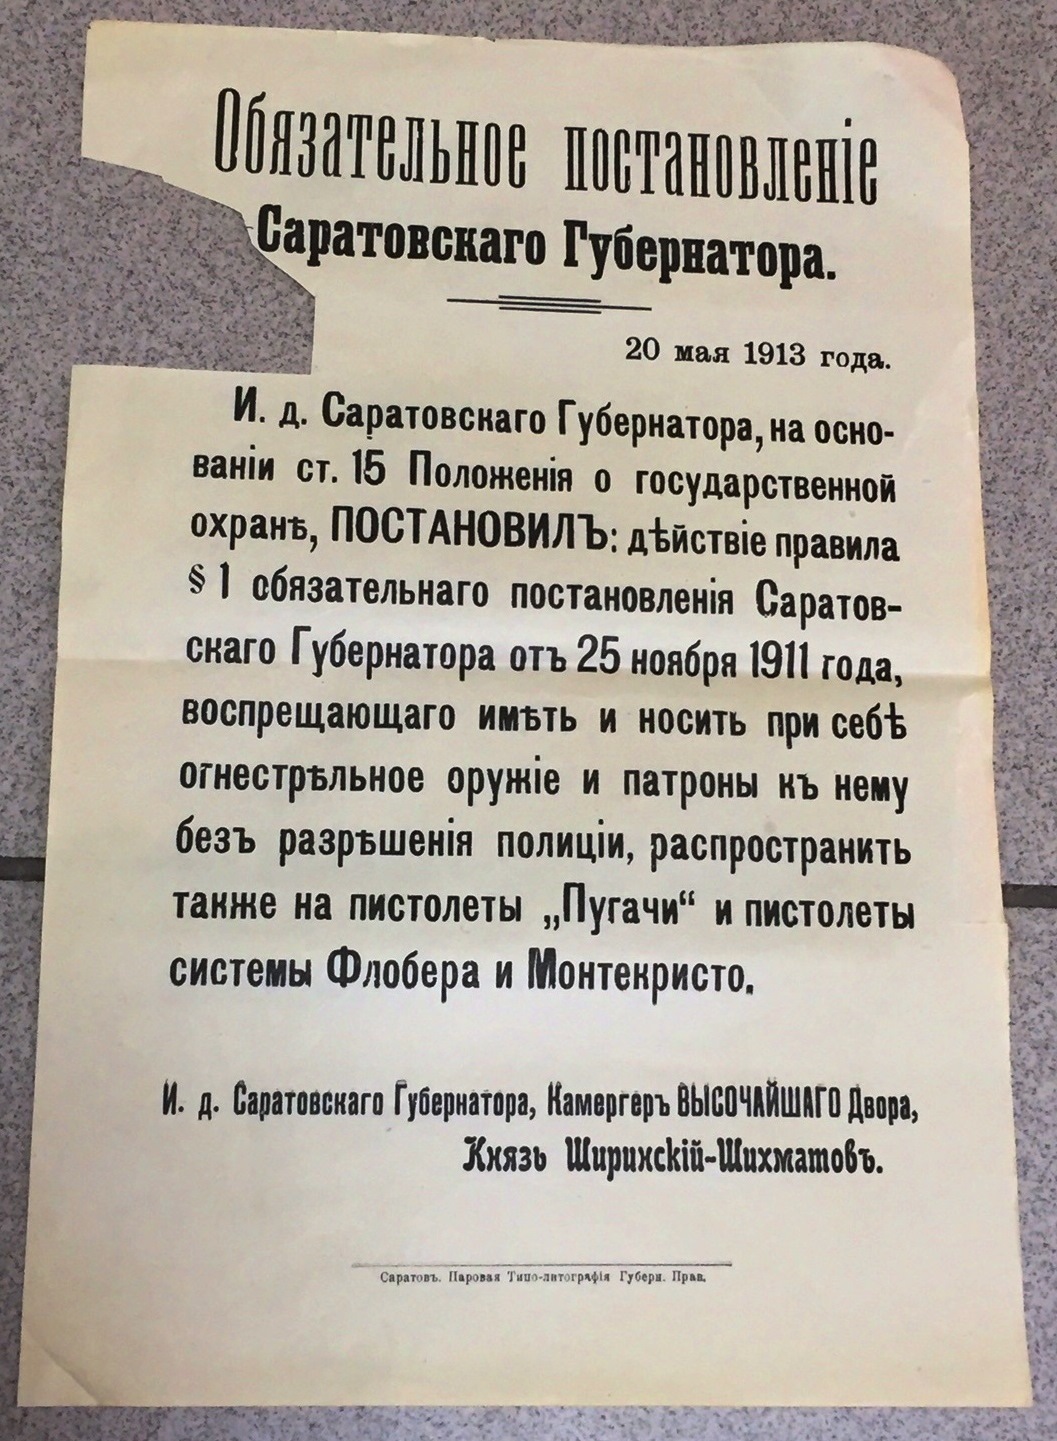 Обязательное постановленіе
Саратовскаго Губернатора.
20 мая 1913 года.
И. д. Саратовскаго Губернатора, на осно-
ваніи ст. 15 Положенія о государственной
охранѣ, ПОСТАНОВИЛЪ: дѣйствіе правила
§ 1 обязательнаго постановленія Саратов-
скаго Губернатора отъ 25 ноября 1911 года,
воспрещающаго имѣть и носить при себѣ
огнестрѣльное оружіе и патроны къ нему
безъ разрѣшенія полиціи, распространить
также на пистолеты „Пугачи“ и пистолеты
системы Флобера и Монтекристо.
И. д. Саратовскаго Губернатора, Камергеръ ВЫСОЧАЙШАГО Двора,
Князь Ширинскій-Шихматовъ.
Саратовъ. Паровая Типо-литографія Губерн. Прав.